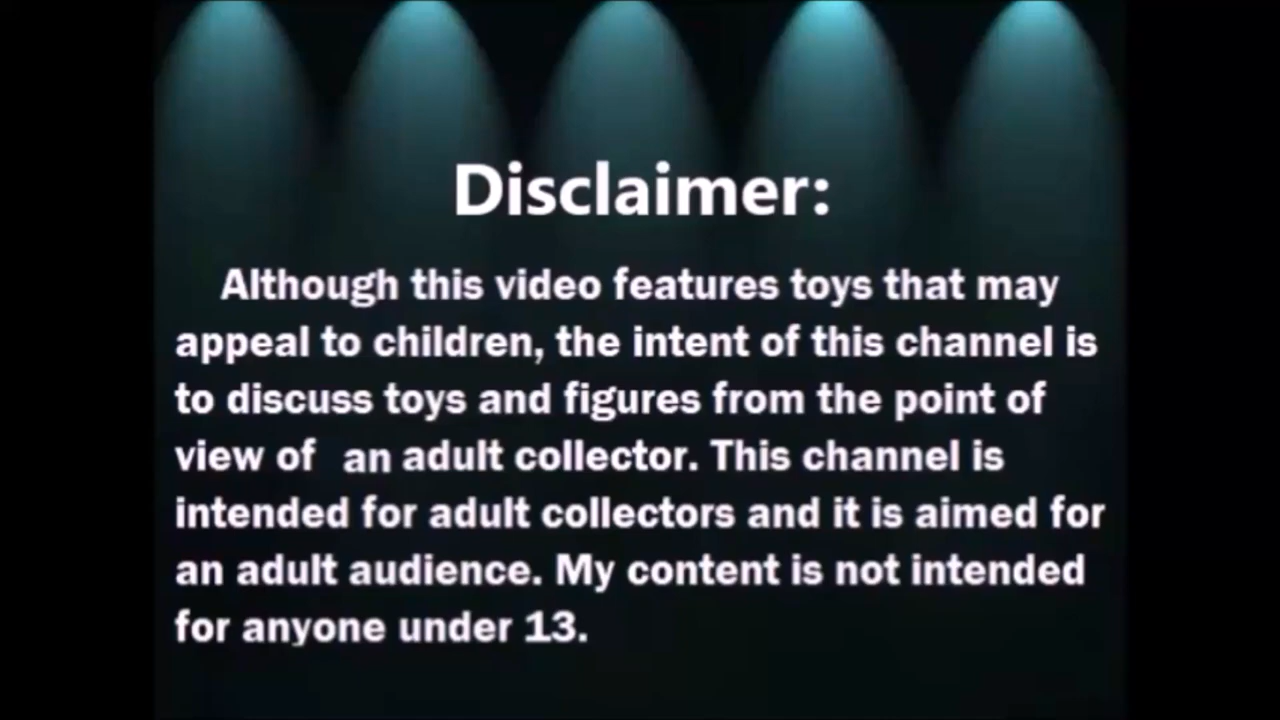 Disclaimer:
Although this video features toys that may
appeal to children, the intent of this channel is
to discuss toys and figures from the point of
view of an adult collector. This channel is
intended for adult collectors and it is aimed for
an adult audience. My content is not intended
for anyone under 13.